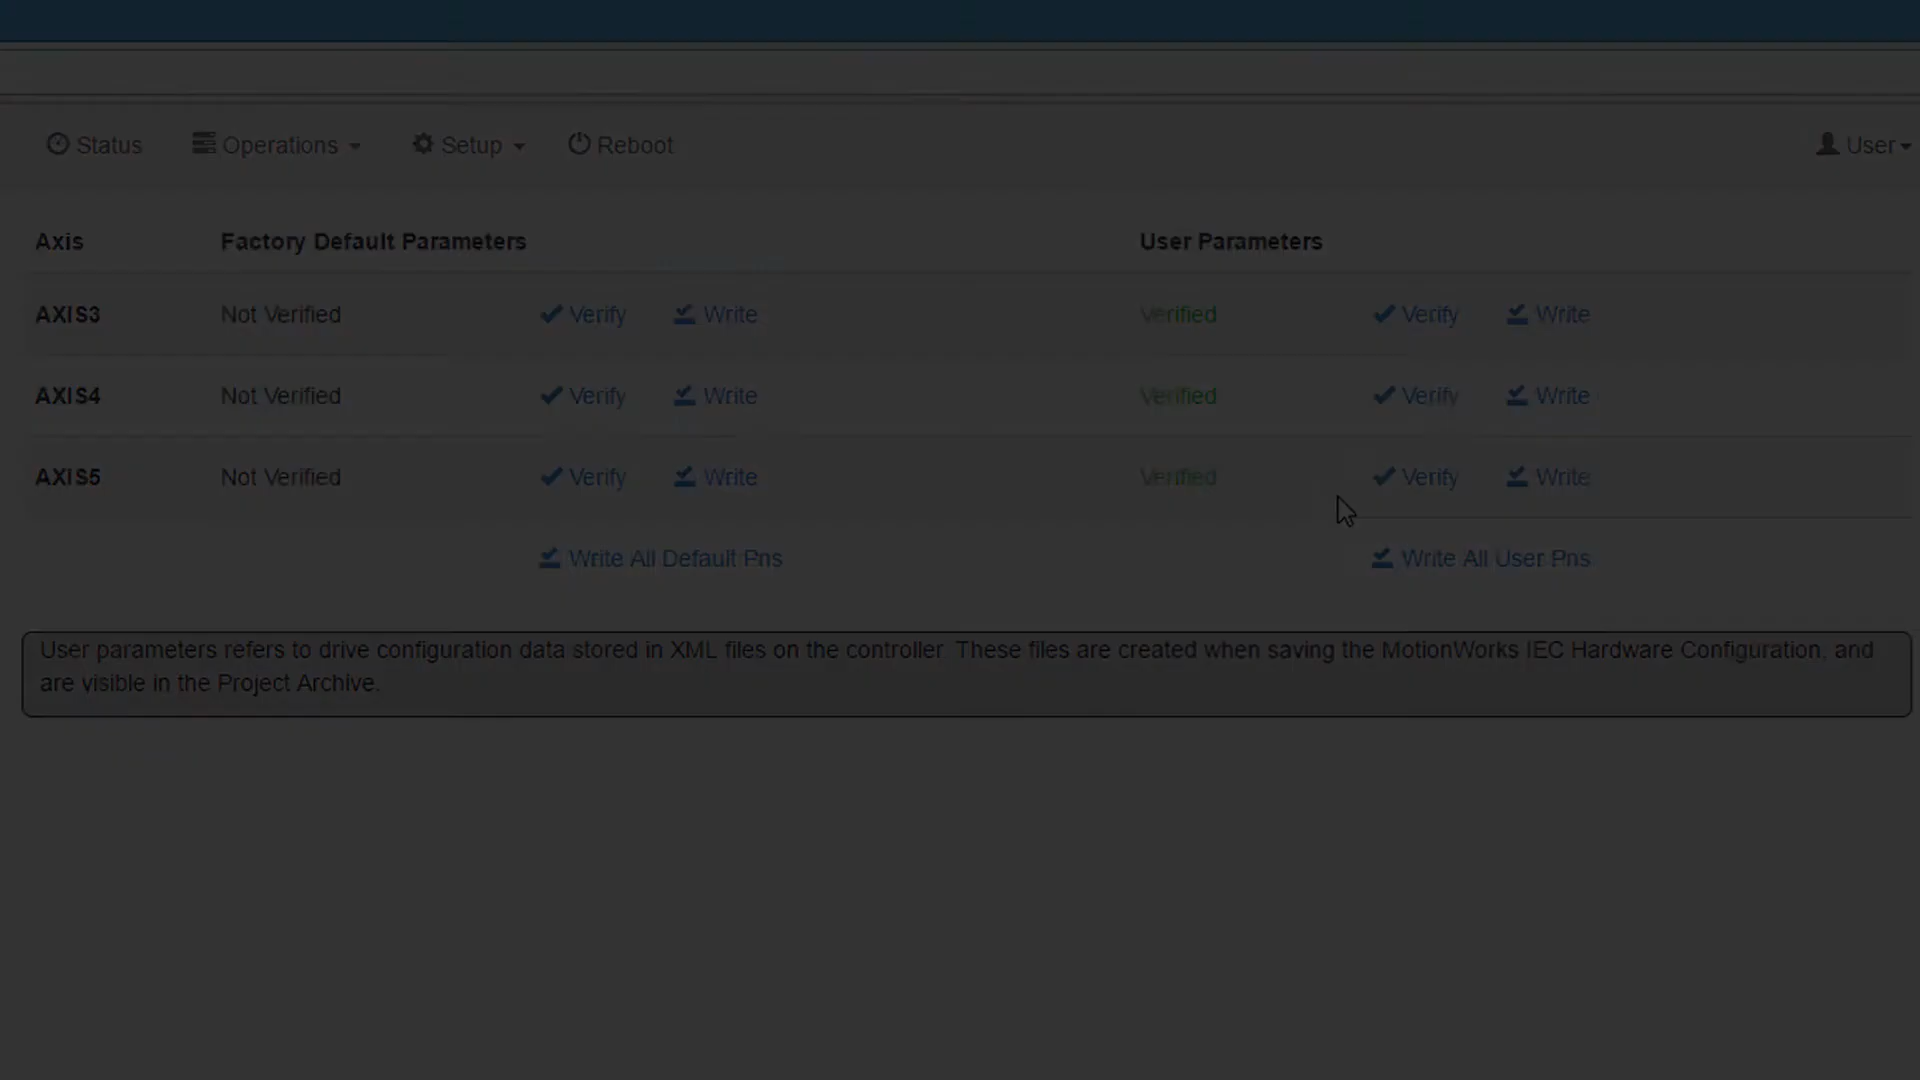 Status Operations Setup Reboot User
Axis Factory Default Parameters User Parameters
AXIS3 Not Verified Verify Write Verified Verify Write
AXIS4 Not Verified Verify Write Verified Verify Write
AXIS5 Not Verified Verify Write Verified Verify Write
Write All Default Pns Write All User Pns
User parameters refers to drive configuration data stored in XML files on the controller. These files are created when saving the MotionWorks IEC Hardware Configuration, and
are visible in the Project Archive.